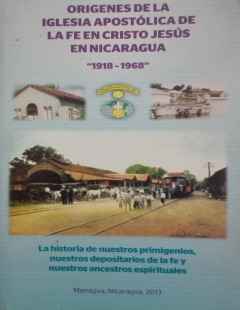 ORIGENES DE LA
IGLESIA APOSTÓLICA DE
LA FE EN CRISTO JESÚS
EN NICARAGUA
"1918 - 1968"
La historia de nuestros primigenios,
nuestros depositarios de la fe y
nuestros ancestros espirituales
Managua, Nicaragua, 2013